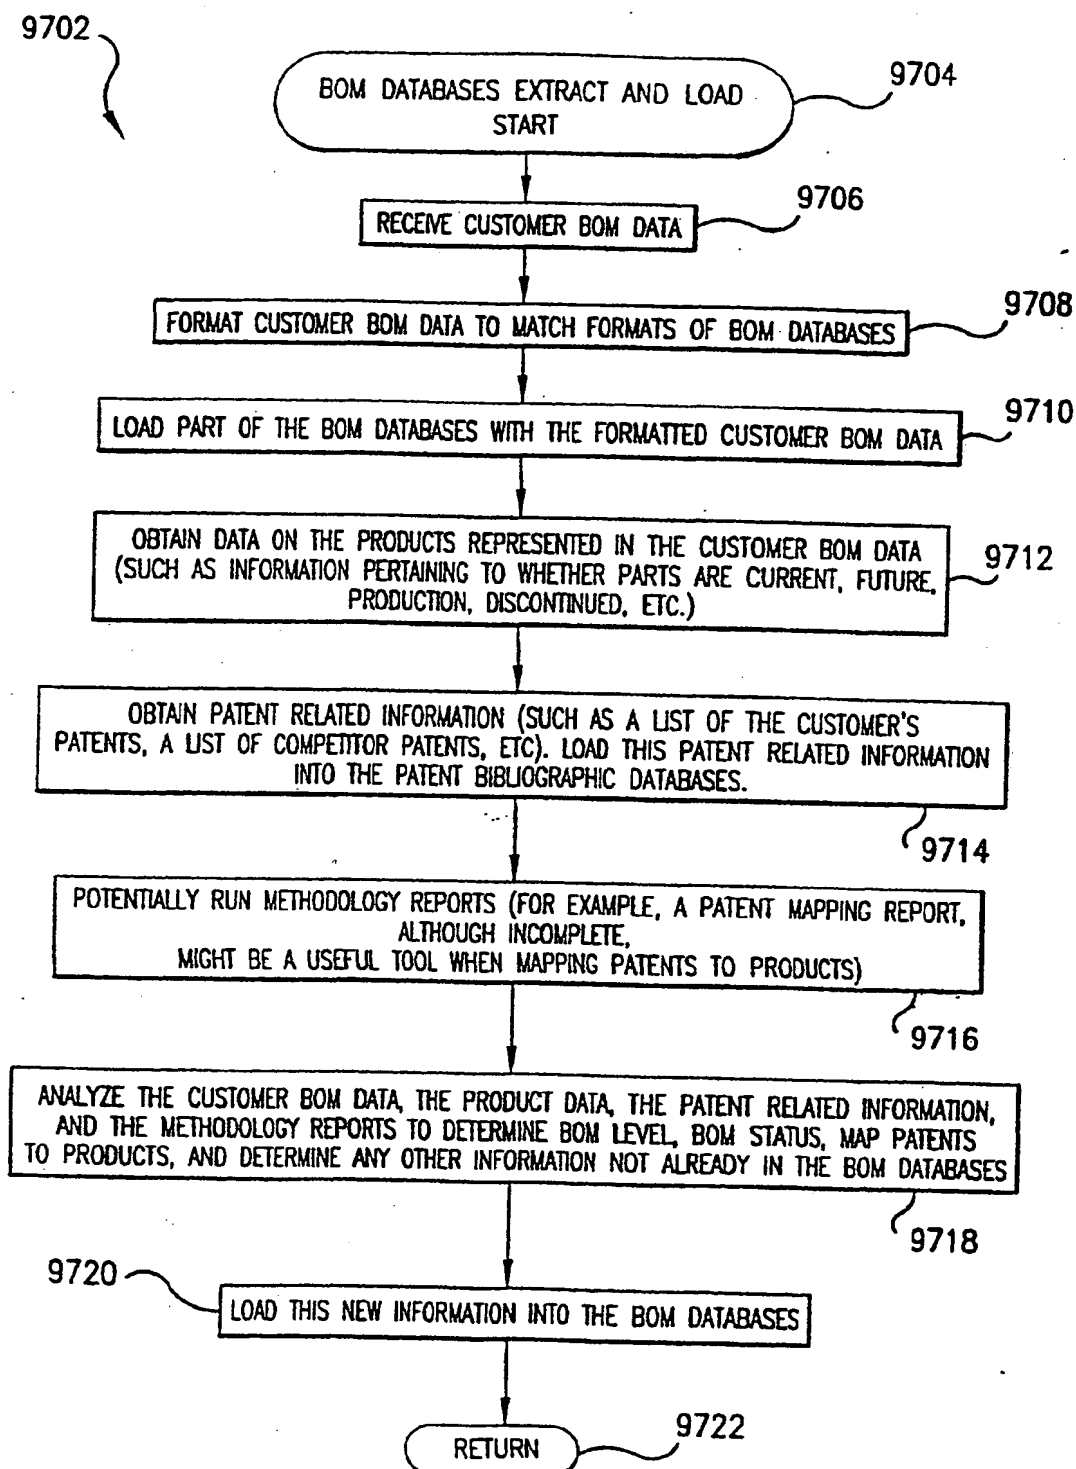 9702
BOM DATABASES EXTRACT AND LOAD
START
9704
RECEIVE CUSTOMER BOM DATA
9706
FORMAT CUSTOMER BOM DATA TO MATCH FORMATS OF BOM DATABASES
9708
LOAD PART OF THE BOM DATABASES WITH THE FORMATTED CUSTOMER BOM DATA
9710
OBTAIN DATA ON THE PRODUCTS REPRESENTED IN THE CUSTOMER BOM DATA
(SUCH AS INFORMATION PERTAINING TO WHETHER PARTS ARE CURRENT, FUTURE,
PRODUCTION, DISCONTINUED, ETC.)
9712
OBTAIN PATENT RELATED INFORMATION (SUCH AS A LIST OF THE CUSTOMER'S
PATENTS, A LIST OF COMPETITOR PATENTS, ETC). LOAD THIS PATENT RELATED INFORMATION
INTO THE PATENT BIBLIOGRAPHIC DATABASES.
9714
POTENTIALLY RUN METHODOLOGY REPORTS (FOR EXAMPLE, A PATENT MAPPING REPORT,
ALTHOUGH INCOMPLETE,
MIGHT BE A USEFUL TOOL WHEN MAPPING PATENTS TO PRODUCTS)
9716
ANALYZE THE CUSTOMER BOM DATA, THE PRODUCT DATA, THE PATENT RELATED INFORMATION,
AND THE METHODOLOGY REPORTS TO DETERMINE BOM LEVEL, BOM STATUS, MAP PATENTS
TO PRODUCTS, AND DETERMINE ANY OTHER INFORMATION NOT ALREADY IN THE BOM DATABASES
9718
9720
LOAD THIS NEW INFORMATION INTO THE BOM DATABASES
RETURN
9722